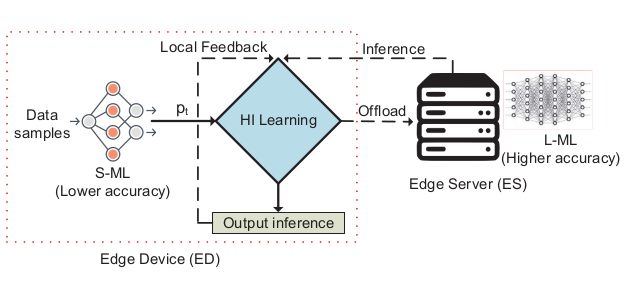 Local Feedback
Inference
Data
samples
pt
HI Learning
Offload
S-ML
(Lower accuracy)
L-ML
(Higher accuracy)
Edge Server (ES)
Output inference
Edge Device (ED)